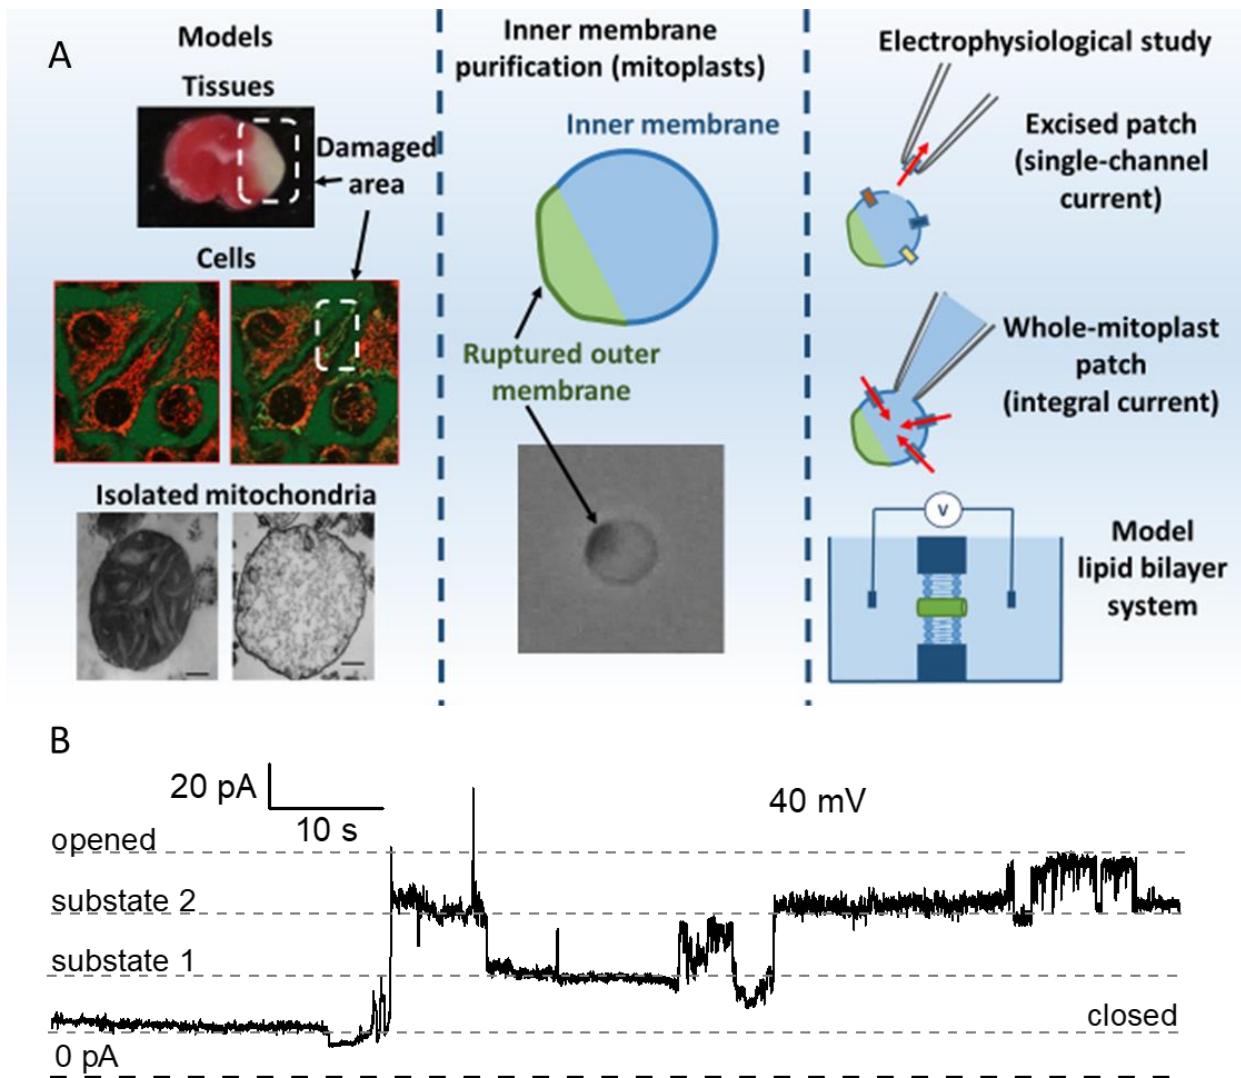 A
Models
Tissues
Damaged
area
Cells
Isolated mitochondria
Inner membrane
purification (mitoplasts)
Inner membrane
Ruptured outer
membrane
Electrophysiological study
Excised patch
(single-channel
current)
Whole-mitoplast
patch
(integral current)
V
Model
lipid bilayer
system
B
20 pA
10 s
40 mV
opened
substate 2
substate 1
closed
0 pA